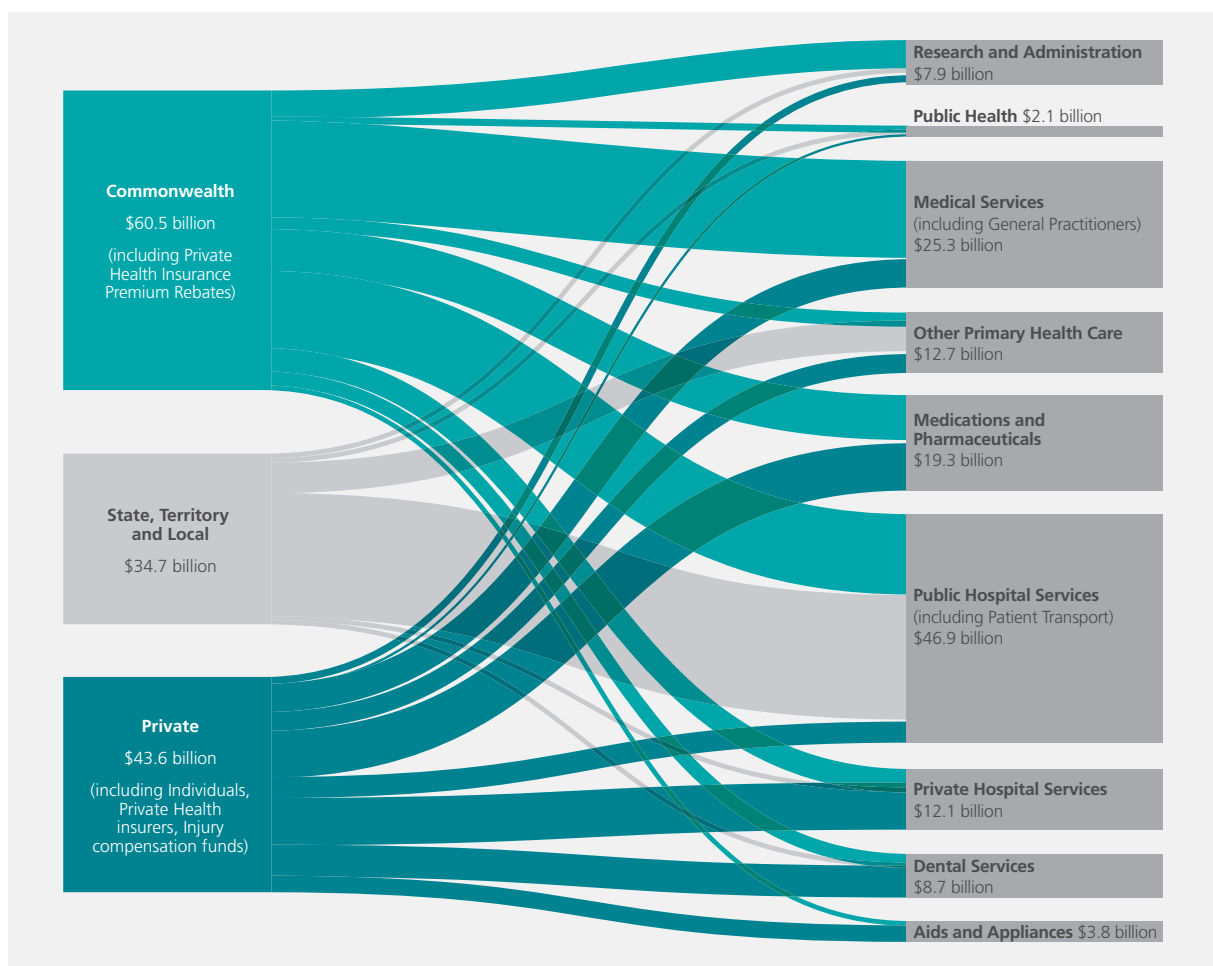 Commonwealth
$60.5 billion
(including Private
Health Insurance
Premium Rebates)
State, Territory
and Local
$34.7 billion
Private
$43.6 billion
(including Individuals,
Private Health
insurers, Injury
compensation funds)
Research and Administration
$7.9 billion
Public Health $2.1 billion
Medical Services
(including General Practitioners)
$25.3 billion
Other Primary Health Care
$12.7 billion
Medications and
Pharmaceuticals
$19.3 billion
Public Hospital Services
(including Patient Transport)
$46.9 billion
Private Hospital Services
$12.1 billion
Dental Services
$8.7 billion
Aids and Appliances $3.8 billion